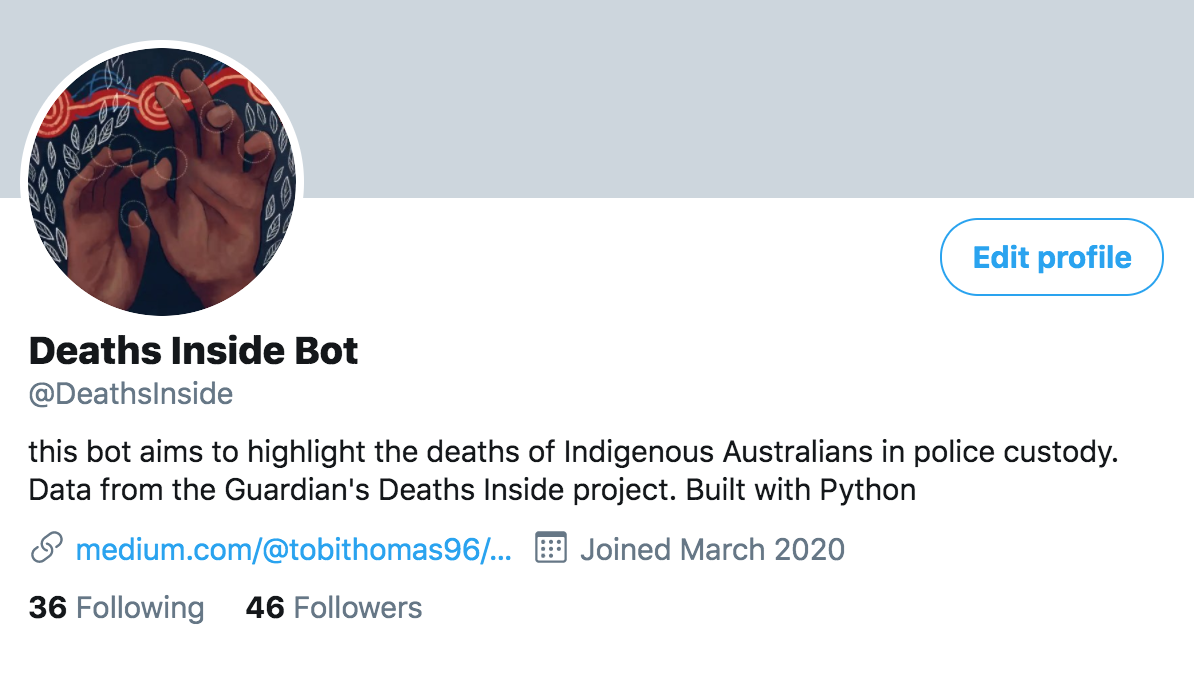 Edit profile
Deaths Inside Bot
@DeathsInside
this bot aims to highlight the deaths of Indigenous Australians in police custody.
Data from the Guardian's Deaths Inside project. Built with Python
medium.com/@tobithomas96/... Joined March 2020
36 Following 46 Followers